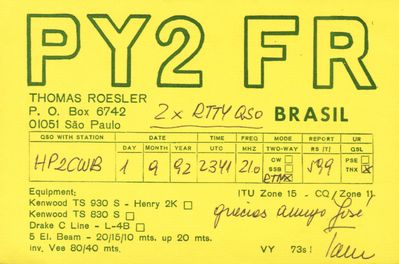 PY2 FR
THOMAS ROESLER
P. O. Box 6742
01051 São Paulo
2 x RTTY QSO
BRASIL
QSO WITH STATION DATE TIME FREQ MODE REPORT UR
DAY MONTH YEAR UTC MHZ TWO-WAY RS (T) QSL
HP2CWB 1 9 92 2341 21.0 CW SSB RTTY 599 PSE THX X
Equipment:
Kenwood TS 930 S - Henry 2K
Kenwood TS 830 S
Drake C Line - L-4B
5 El. Beam - 20/15/10 mts. up 20 mts.
inv. Vee 80/40 mts.
ITU Zone 15 - CQ / Zone 11
gracias amigo José
VY 73s!
Tom